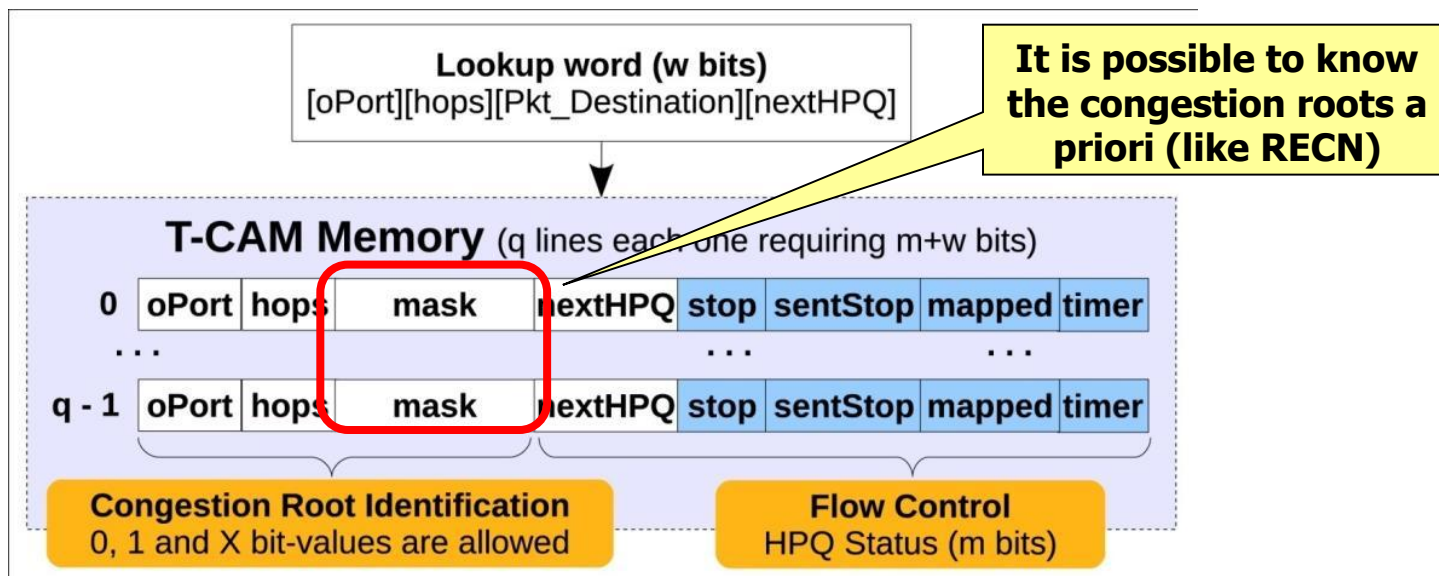 Lookup word (w bits)
[oPort][hops][Pkt_Destination][nextHPQ]
It is possible to know
the congestion roots a
priori (like RECN)
T-CAM Memory (q lines each one requiring m+w bits)
0 oPort hops mask nextHPQ stop sentStop mapped timer
. . . . . . . . .
q - 1 oPort hops mask nextHPQ stop sentStop mapped timer
Congestion Root Identification
0, 1 and X bit-values are allowed
Flow Control
HPQ Status (m bits)